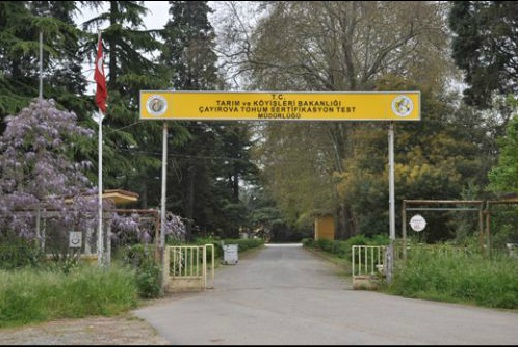 T.C.
TARIM ve KÖYİŞLERİ BAKANLIĞI
ÇAYIROVA TOHUM SERTİFİKASYON TEST
MÜDÜRLÜĞÜ